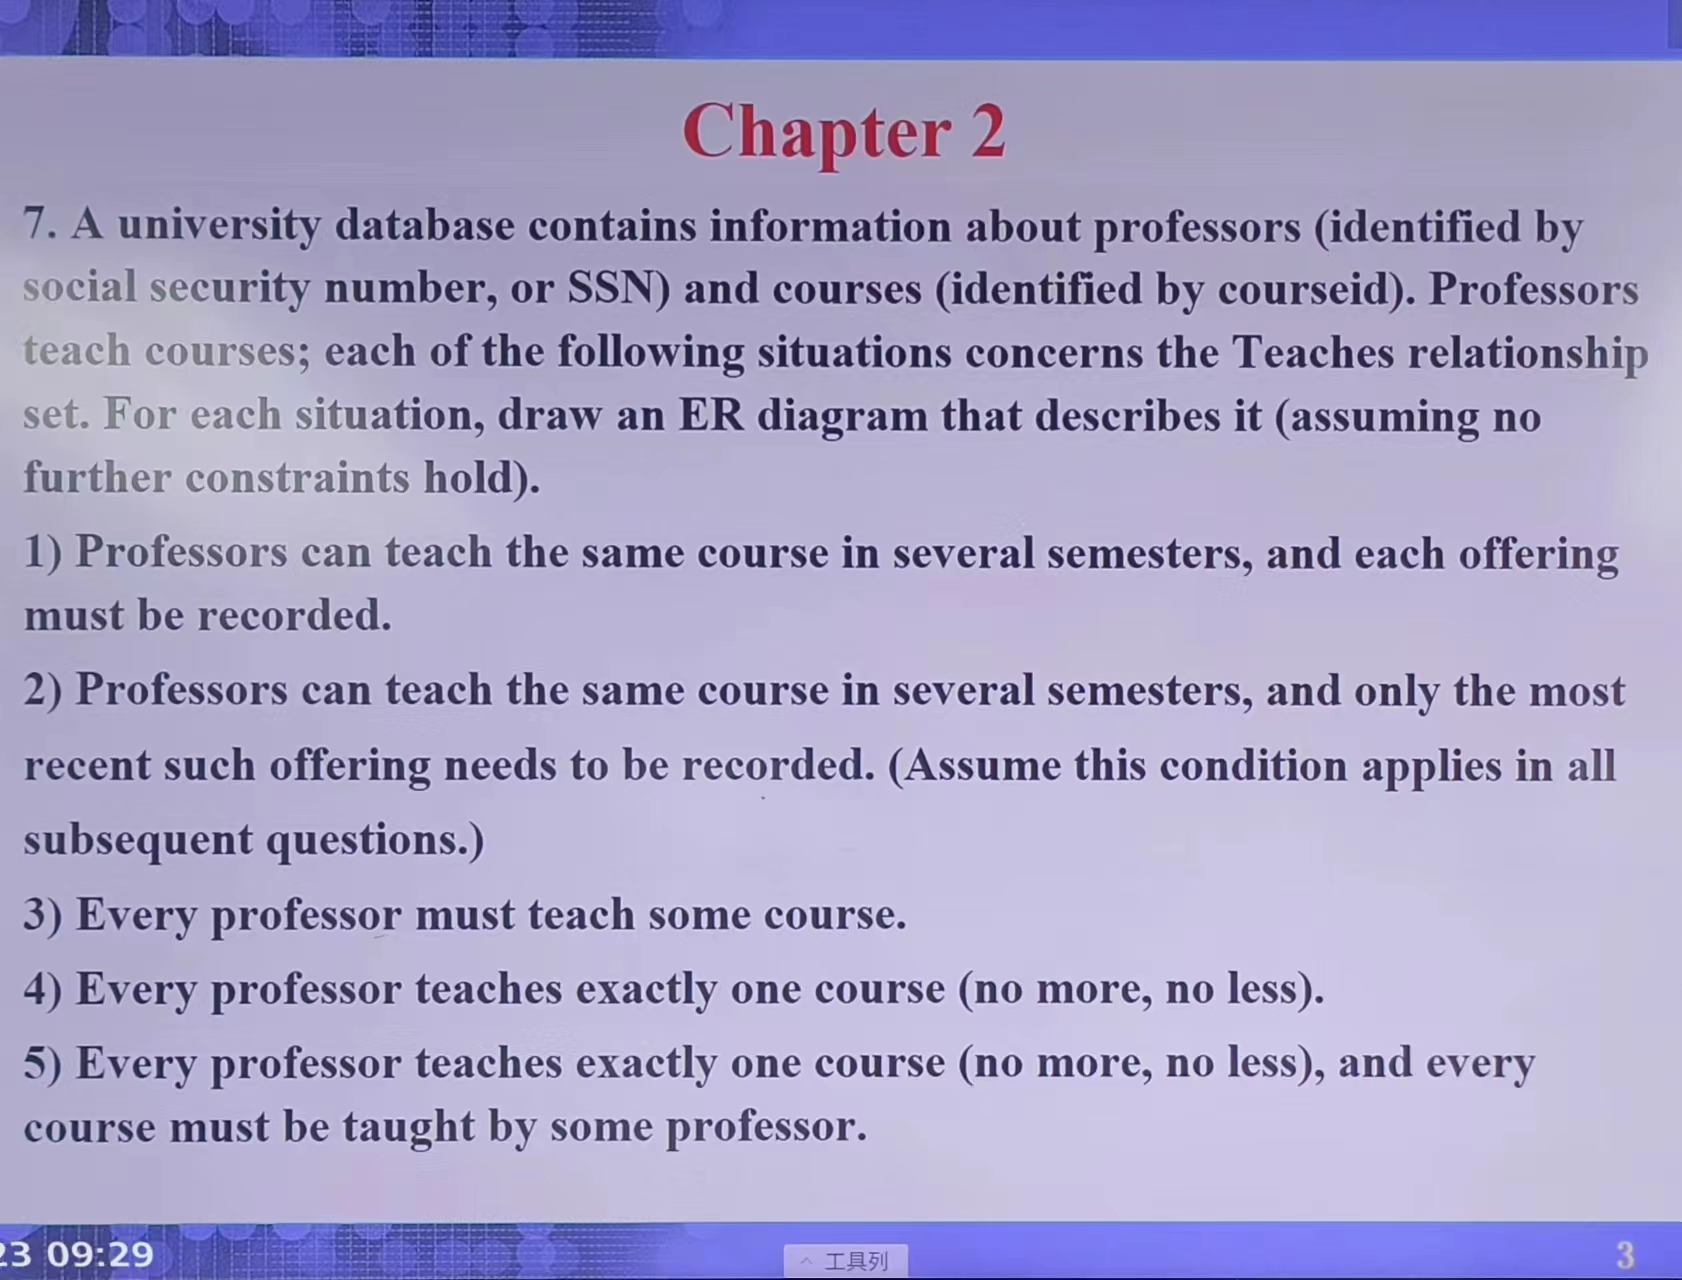 Chapter 2
7. A university database contains information about professors (identified by
social security number, or SSN) and courses (identified by courseid). Professors
teach courses; each of the following situations concerns the Teaches relationship
set. For each situation, draw an ER diagram that describes it (assuming no
further constraints hold).
1) Professors can teach the same course in several semesters, and each offering
must be recorded.
2) Professors can teach the same course in several semesters, and only the most
recent such offering needs to be recorded. (Assume this condition applies in all
subsequent questions.)
3) Every professor must teach some course.
4) Every professor teaches exactly one course (no more, no less).
5) Every professor teaches exactly one course (no more, no less), and every
course must be taught by some professor.
23 09:29
^ 工具列
3